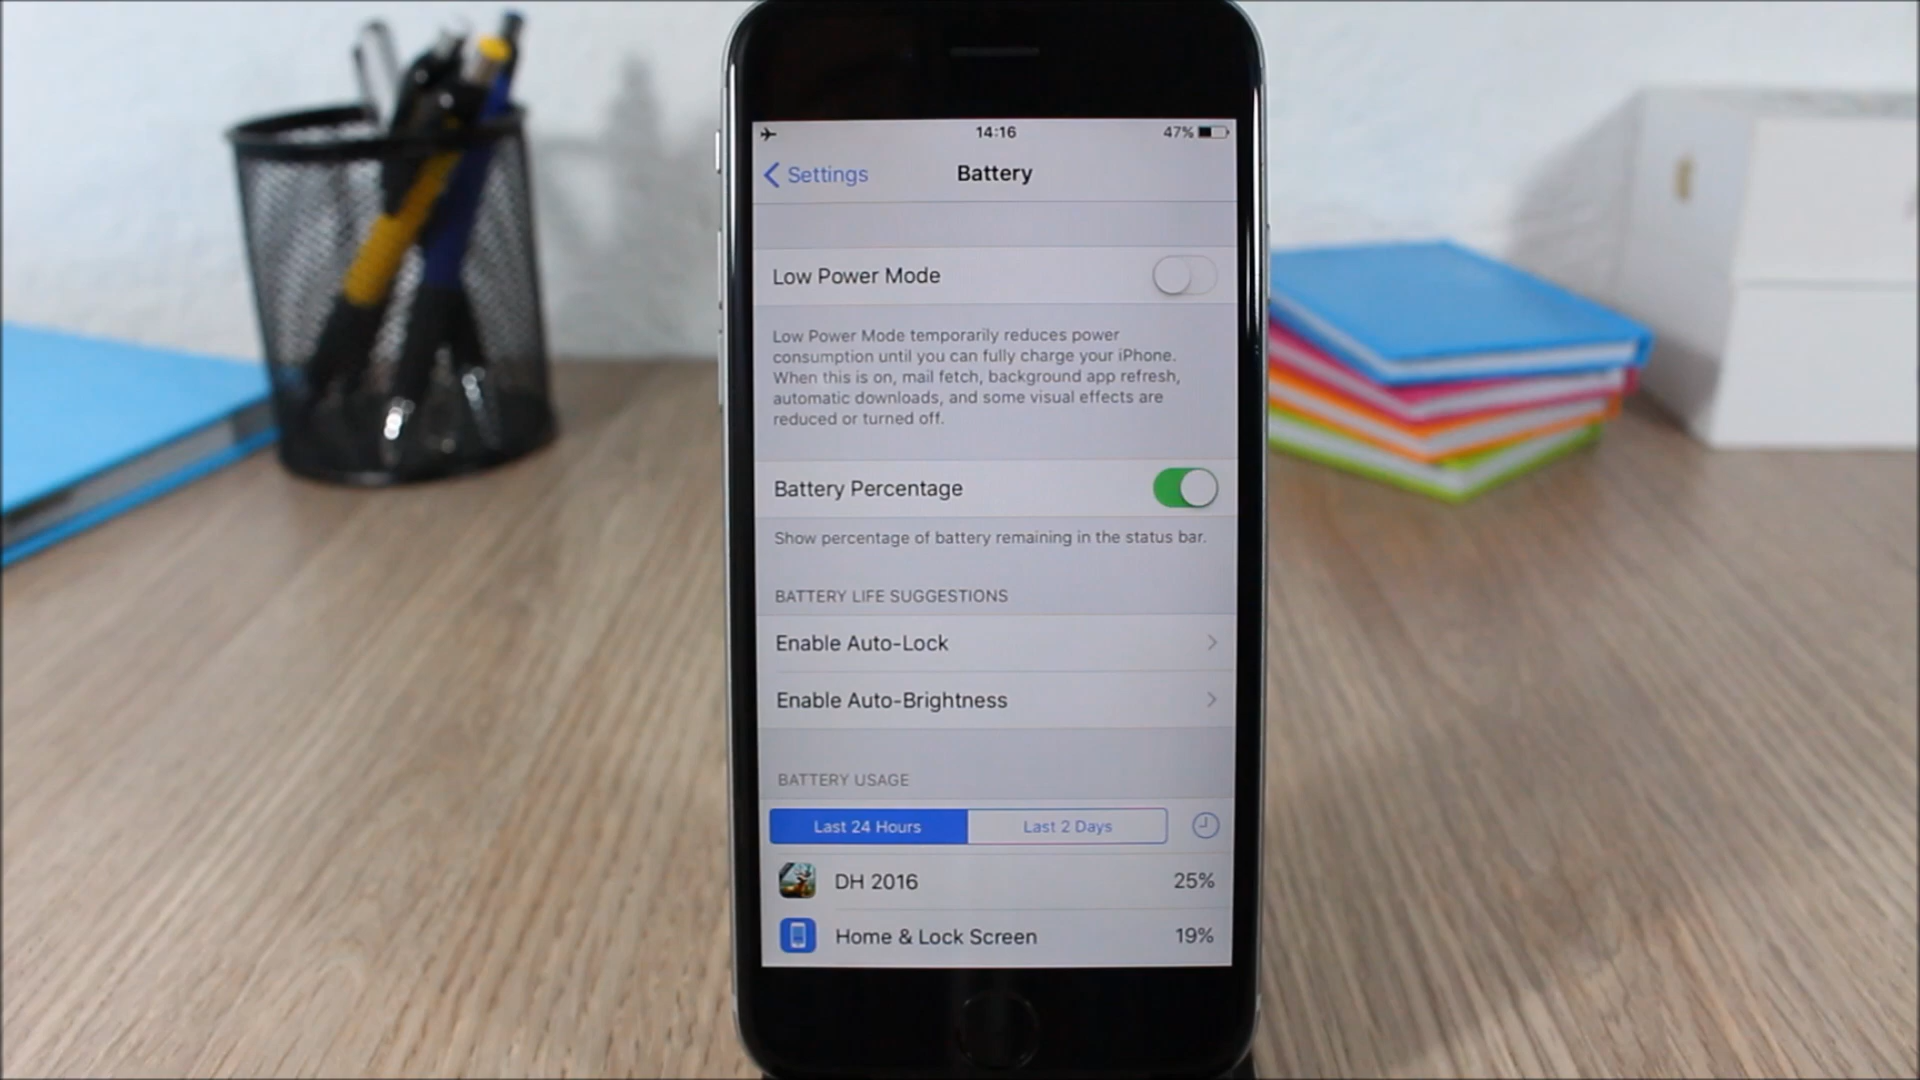 14:16
47%
Settings
Battery
Low Power Mode
Low Power Mode temporarily reduces power
consumption until you can fully charge your iPhone.
When this is on, mail fetch, background app refresh,
automatic downloads, and some visual effects are
reduced or turned off.
Battery Percentage
Show percentage of battery remaining in the status bar.
BATTERY LIFE SUGGESTIONS
Enable Auto-Lock
Enable Auto-Brightness
BATTERY USAGE
Last 24 Hours
Last 2 Days
DH 2016
25%
Home & Lock Screen
19%